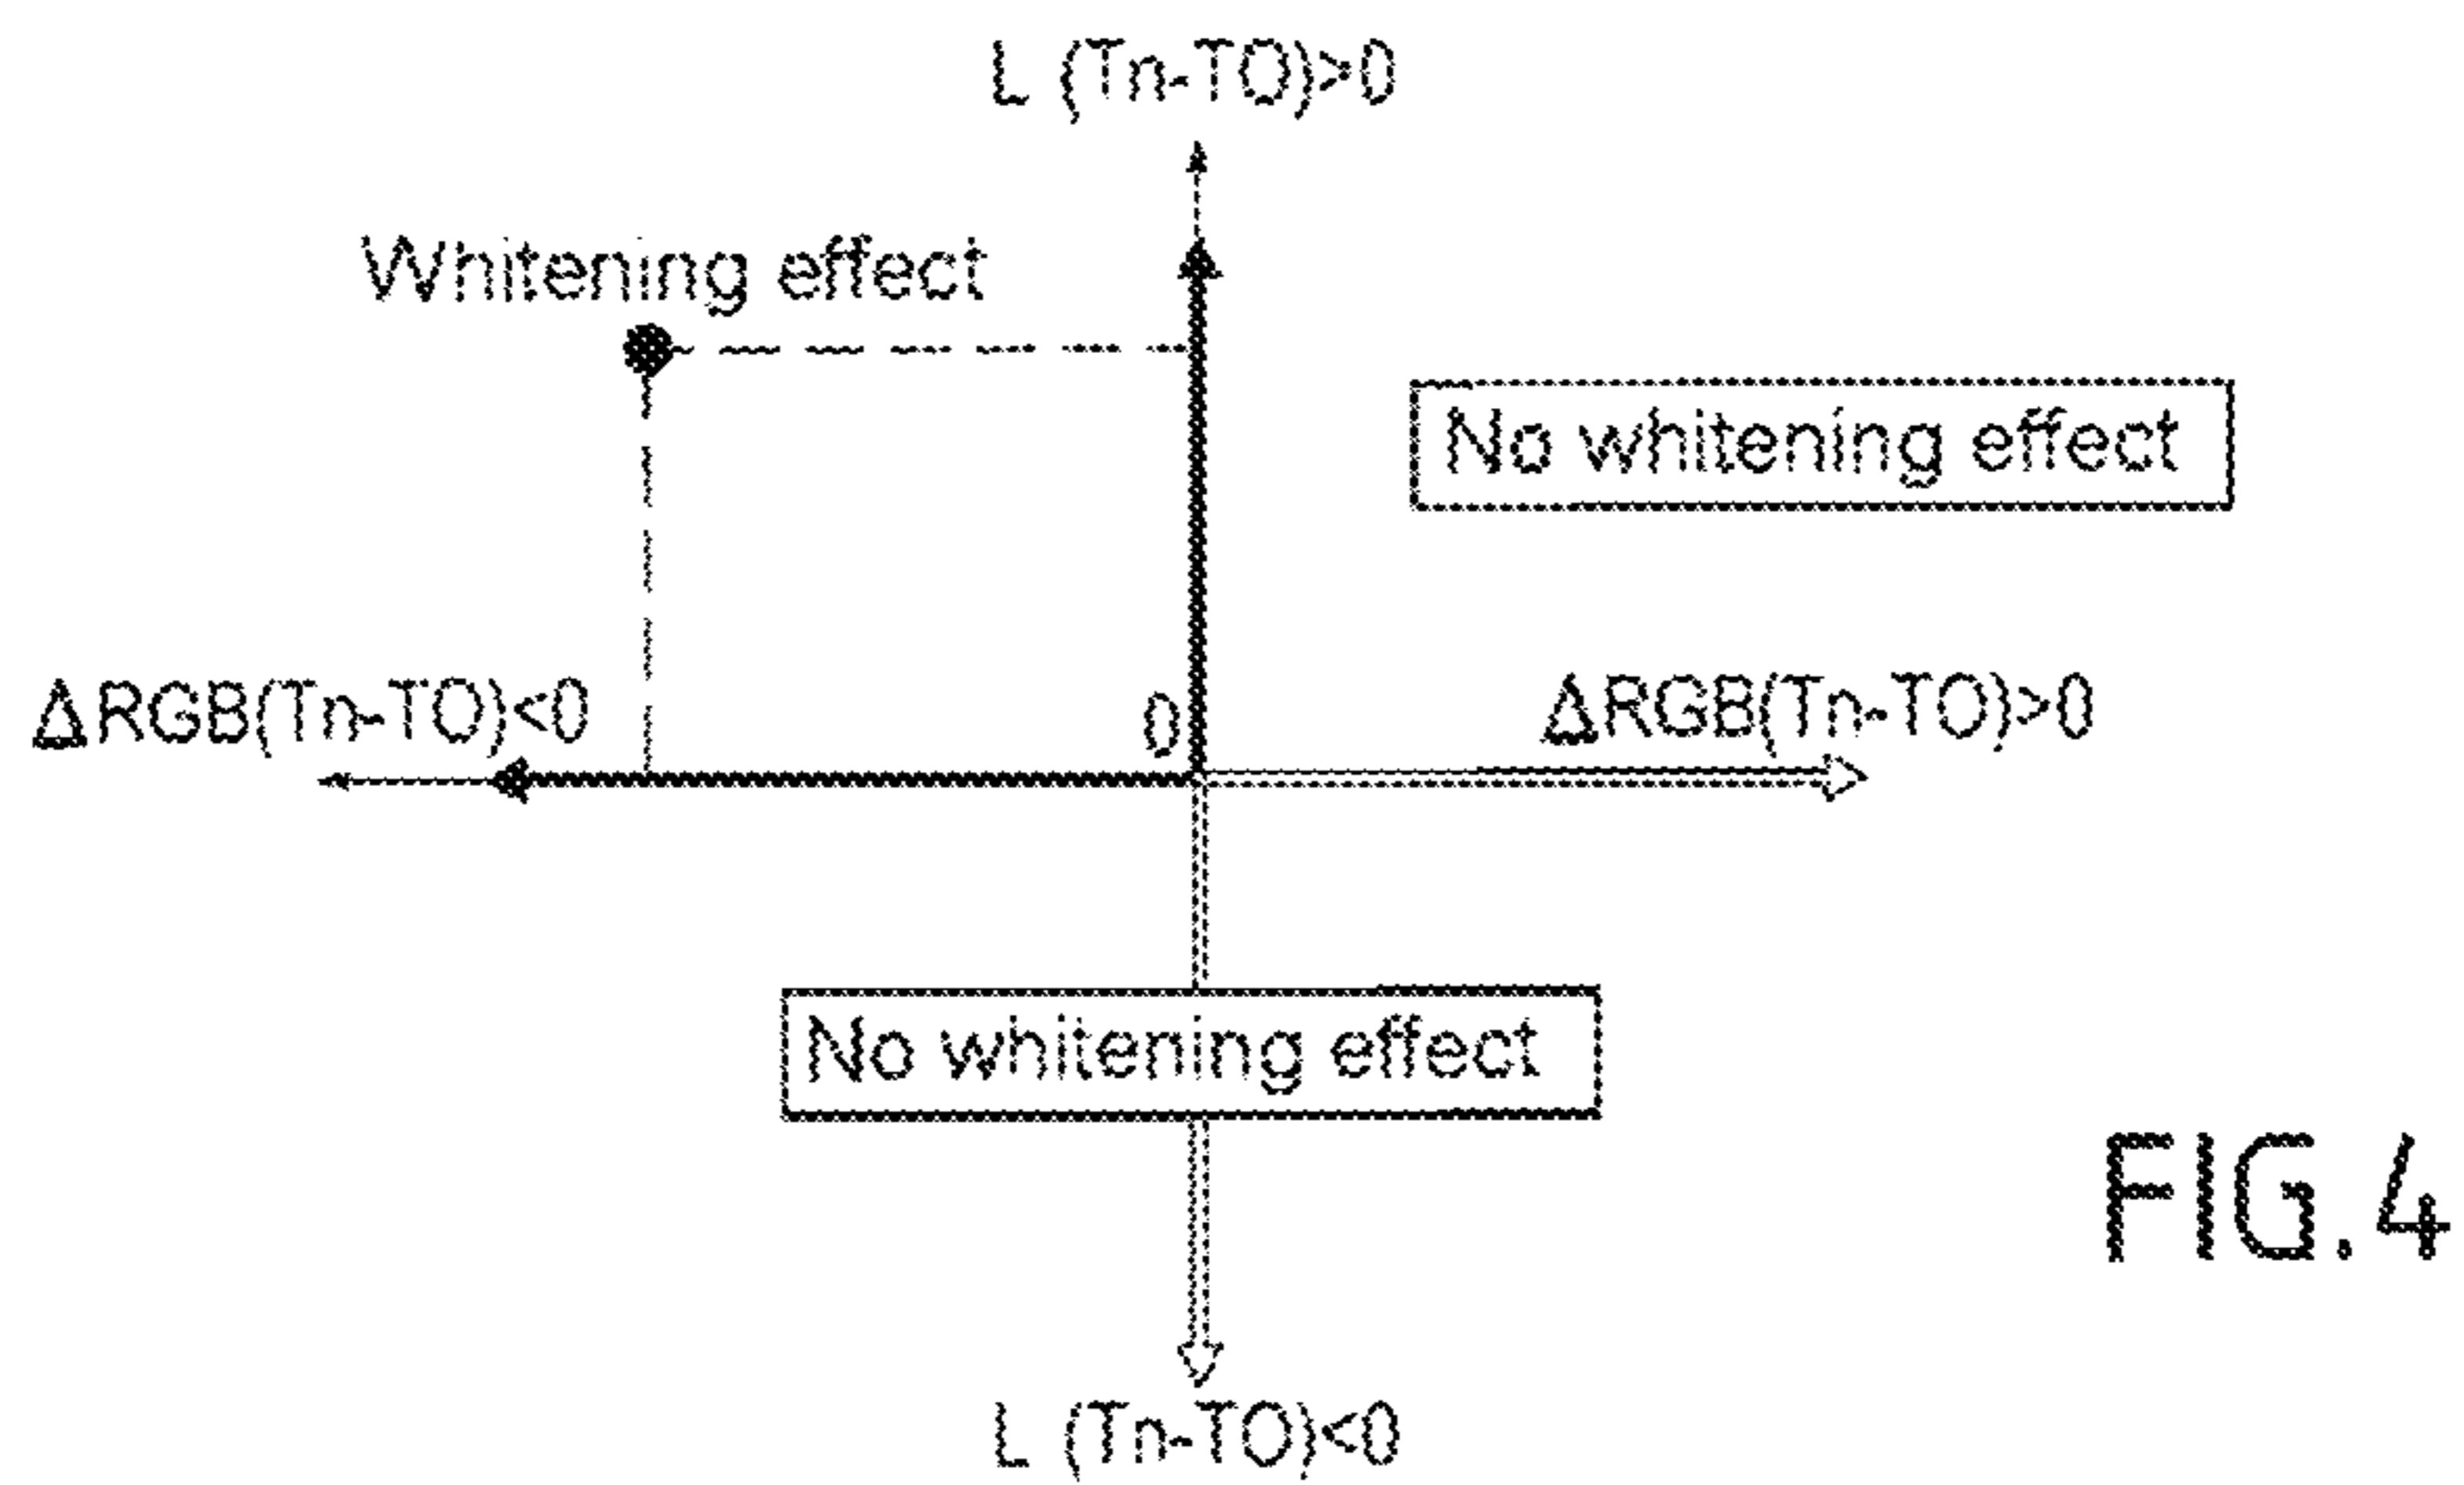 L (Tn-TO)>0
Whitening effect
No whitening effect
ΔRGB(Tn-TO)<0
0
ΔRGB(Tn-TO)>0
No whitening effect
FIG.4
L (Tn-TO)<0